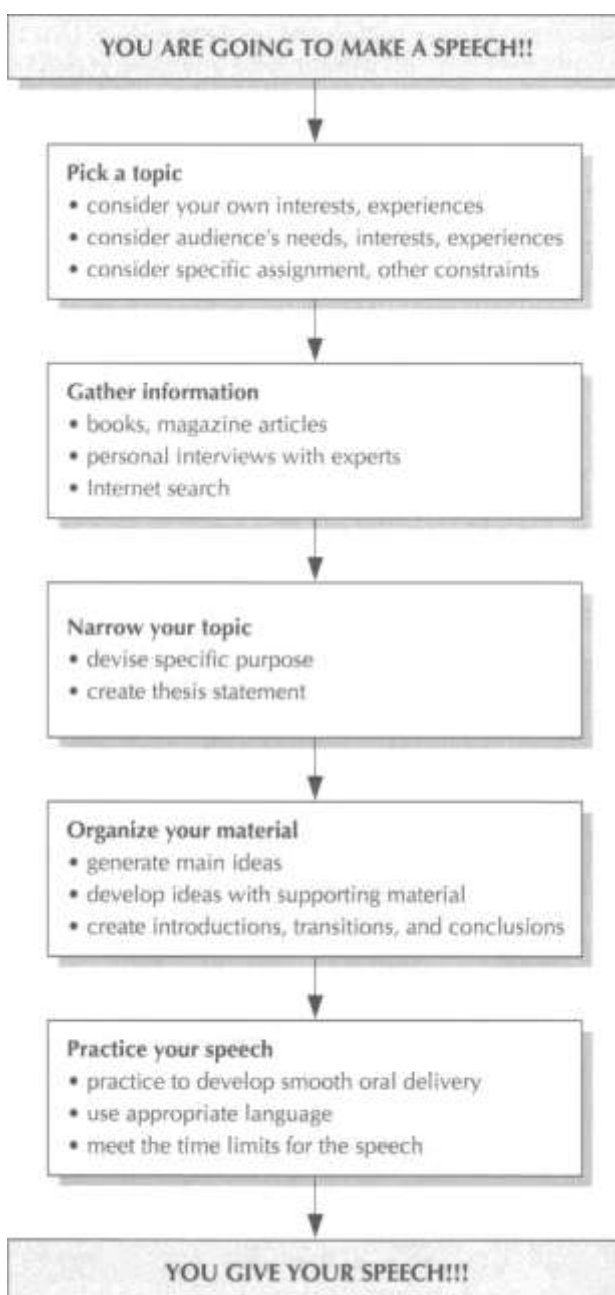 YOU ARE GOING TO MAKE A SPEECH!!
Pick a topic
• consider your own interests, experiences
• consider audience's needs, interests, experiences
• consider specific assignment, other constraints
Gather information
• books, magazine articles
• personal interviews with experts
• Internet search
Narrow your topic
• devise specific purpose
• create thesis statement
Organize your material
• generate main ideas
• develop ideas with supporting material
• create introductions, transitions, and conclusions
Practice your speech
• practice to develop smooth oral delivery
• use appropriate language
• meet the time limits for the speech
YOU GIVE YOUR SPEECH!!!